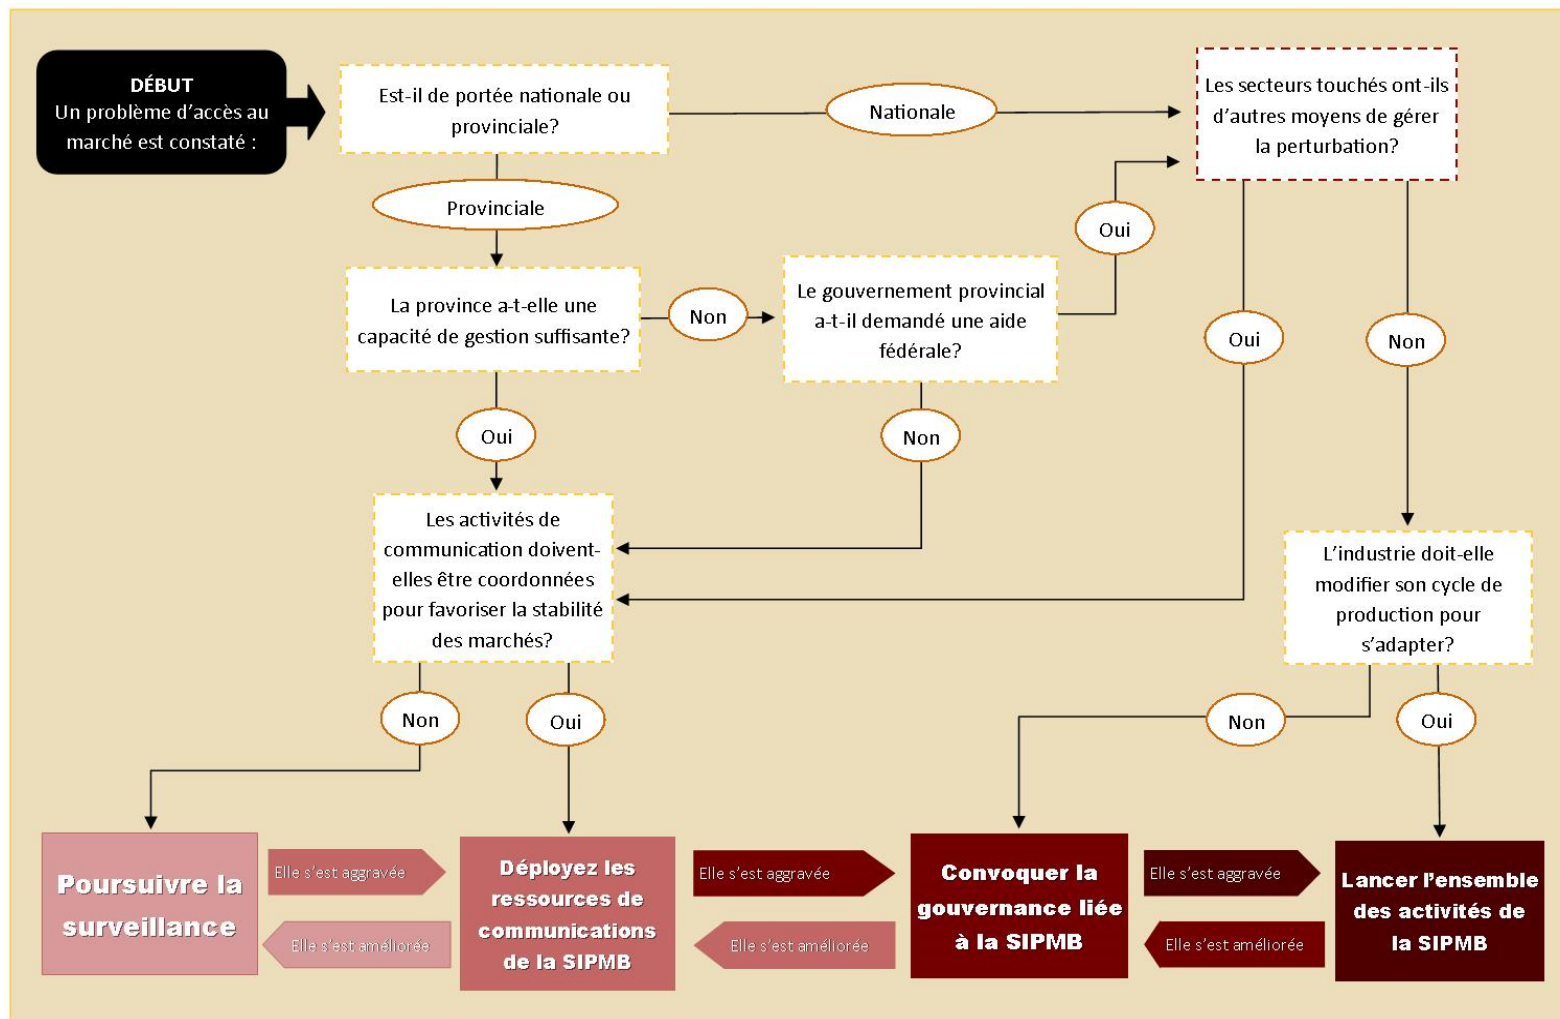 DÉBUT
Un problème d’accès au
marché est constaté :
Est-il de portée nationale ou
provinciale?
Nationale
Les secteurs touchés ont-ils
d’autres moyens de gérer
la perturbation?
Provinciale
Oui
La province a-t-elle une
capacité de gestion suffisante?
Non
Le gouvernement provincial
a-t-il demandé une aide
fédérale?
Oui
Non
Oui
Non
Les activités de
communication doivent-
elles être coordonnées
pour favoriser la stabilité
des marchés?
L’industrie doit-elle
modifier son cycle de
production pour
s’adapter?
Non
Oui
Non
Oui
Poursuivre la
surveillance
Elle s’est aggravée
Elle s’est améliorée
Déployez les
ressources de
communications
de la SIPMB
Elle s’est aggravée
Elle s’est améliorée
Convoquer la
gouvernance liée
à la SIPMB
Elle s’est aggravée
Elle s’est améliorée
Lancer l’ensemble
des activités de
la SIPMB